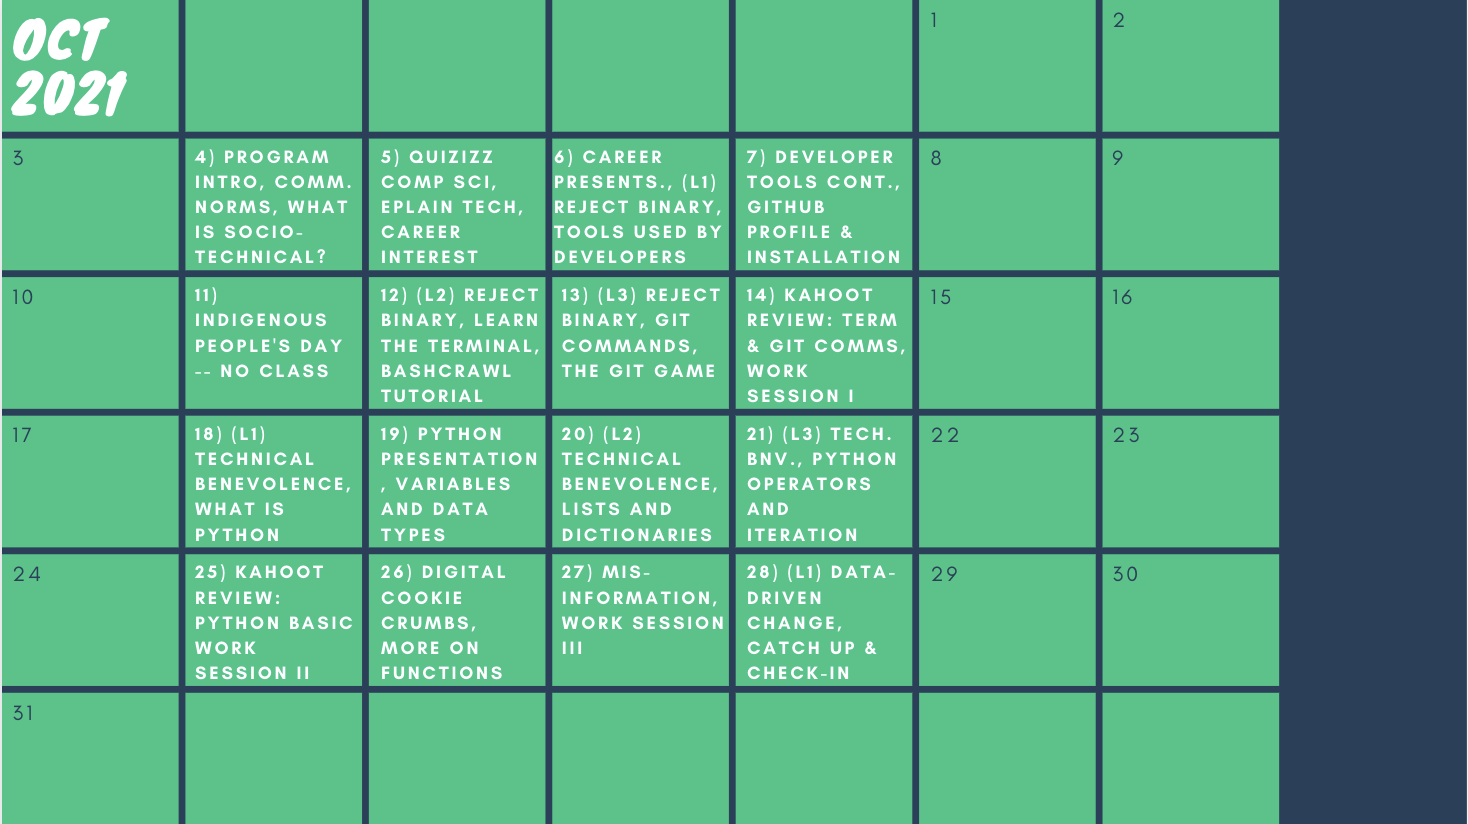 OCT
2021
1
2
3
4) PROGRAM
INTRO, COMM.
NORMS, WHAT
IS SOCIO-
TECHNICAL?
5) QUIZIZZ
COMP SCI,
EPLAIN TECH,
CAREER
INTEREST
6) CAREER
PRESENTS., (L1)
REJECT BINARY,
TOOLS USED BY
DEVELOPERS
7) DEVELOPER
TOOLS CONT.,
GITHUB
PROFILE &
INSTALLATION
8
9
10
11)
INDIGENOUS
PEOPLE'S DAY
-- NO CLASS
12) (L2) REJECT
BINARY, LEARN
THE TERMINAL,
BASHCRAWL
TUTORIAL
13) (L3) REJECT
BINARY, GIT
COMMANDS,
THE GIT GAME
14) KAHOOT
REVIEW: TERM
& GIT COMMS,
WORK
SESSION I
15
16
17
18) (L1)
TECHNICAL
BENEVOLENCE,
WHAT IS
PYTHON
19) PYTHON
PRESENTATION
, VARIABLES
AND DATA
TYPES
20) (L2)
TECHNICAL
BENEVOLENCE,
LISTS AND
DICTIONARIES
21) (L3) TECH.
BNV., PYTHON
OPERATORS
AND
ITERATION
22
23
24
25) KAHOOT
REVIEW:
PYTHON BASIC
WORK
SESSION II
26) DIGITAL
COOKIE
CRUMBS,
MORE ON
FUNCTIONS
27) MIS-
INFORMATION,
WORK SESSION
III
28) (L1) DATA-
DRIVEN
CHANGE,
CATCH UP &
CHECK-IN
29
30
31